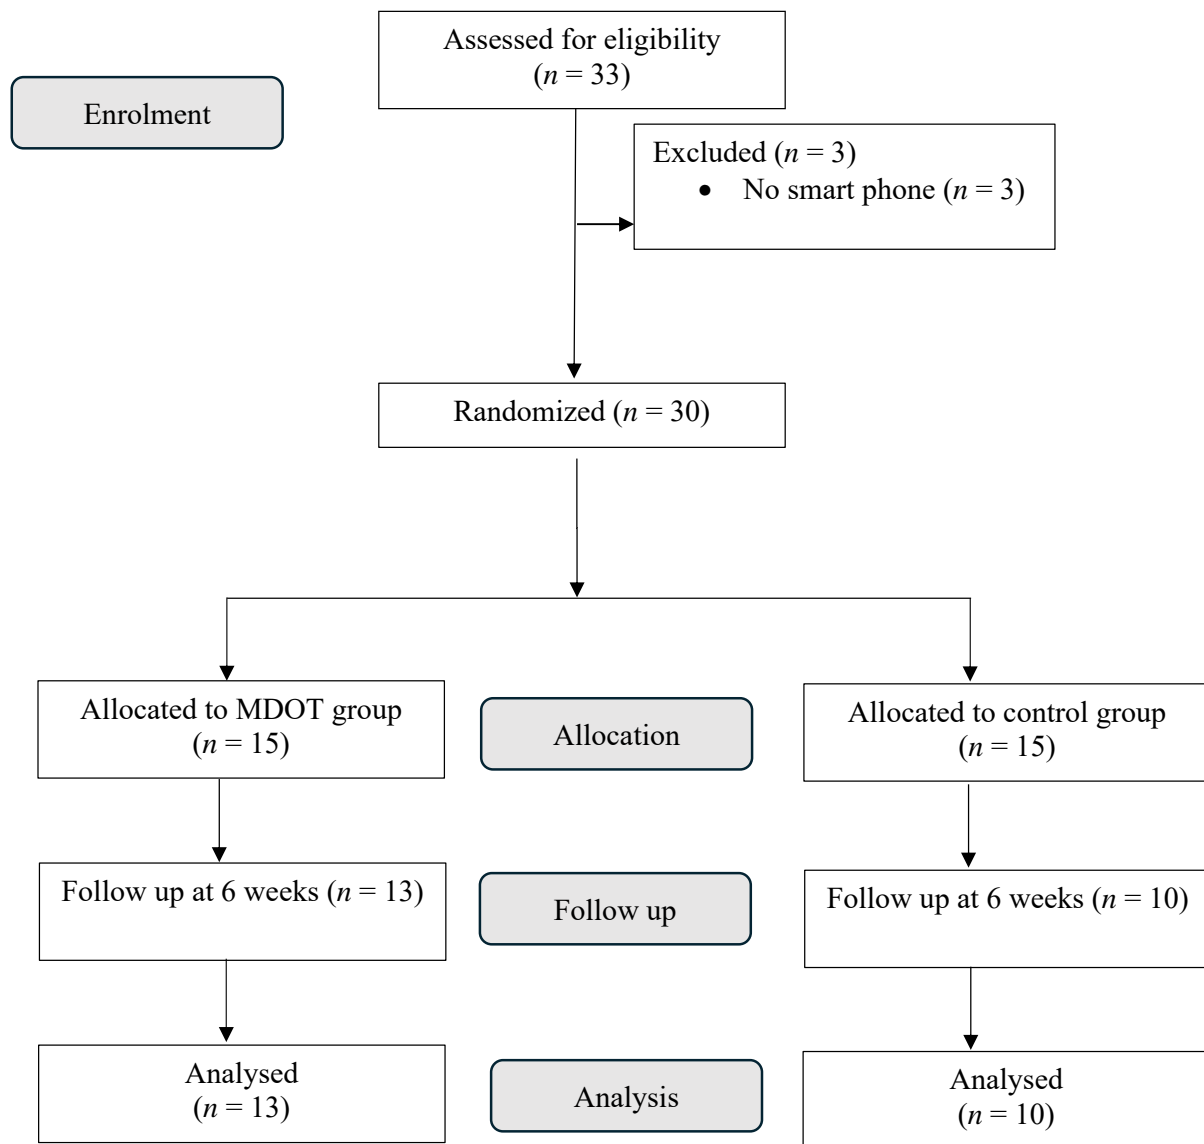 Assessed for eligibility
(n = 33)
Enrolment
Excluded (n = 3)
• No smart phone (n = 3)
Randomized (n = 30)
Allocated to MDOT group
(n = 15)
Allocation
Allocated to control group
(n = 15)
Follow up at 6 weeks (n = 13)
Follow up
Follow up at 6 weeks (n = 10)
Analysed
(n = 13)
Analysis
Analysed
(n = 10)